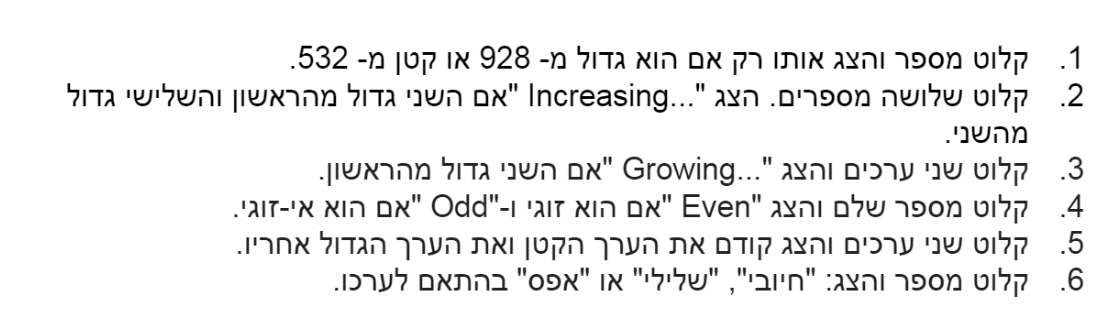 1. קלוט מספר והצג אותו רק אם הוא גדול מ- 928 או קטן מ- 532.
2. קלוט שלושה מספרים. הצג "...Increasing "אם השני גדול מהראשון והשלישי גדול
מהשני.
3. קלוט שני ערכים והצג "...Growing "אם השני גדול מהראשון.
4. קלוט מספר שלם והצג "Even "אם הוא זוגי ו-"Odd "אם הוא אי-זוגי.
5. קלוט שני ערכים והצג קודם את הערך הקטן ואת הערך הגדול אחריו.
6. קלוט מספר והצג: "חיובי", "שלילי" או "אפס" בהתאם לערכו.